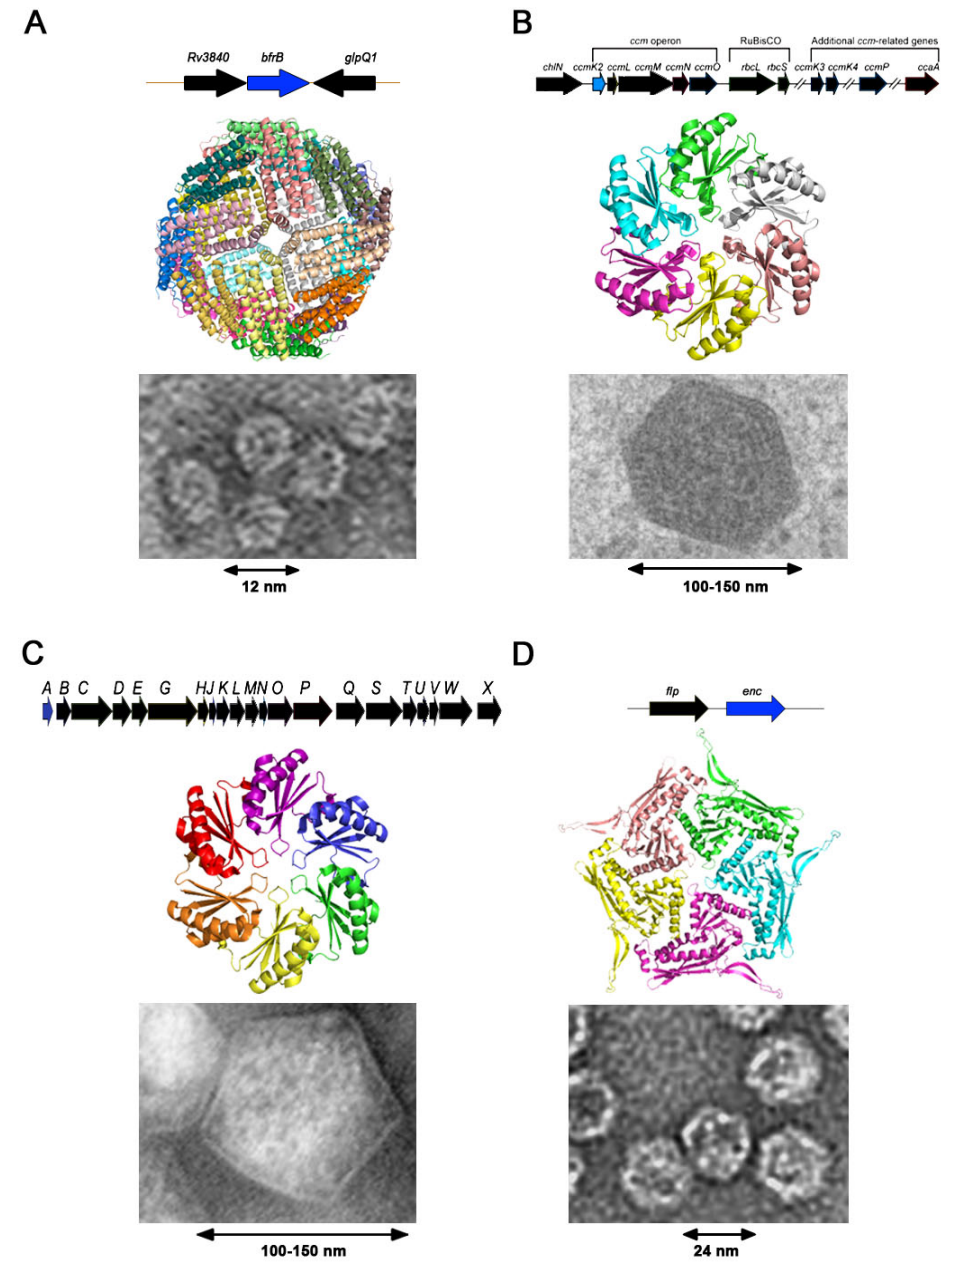 A
Rv3840 bfrB glpQ1
12 nm
B
ccm operon RuBisCO Additional ccm-related genes
chlN ccmK2 ccmL ccmM ccmN ccmO rbcL rbcS ccmK3 ccmK4 ccmP ccaA
100-150 nm
C
A B C D E G H J K L M N O P Q S T U V W X
100-150 nm
D
flp enc
24 nm